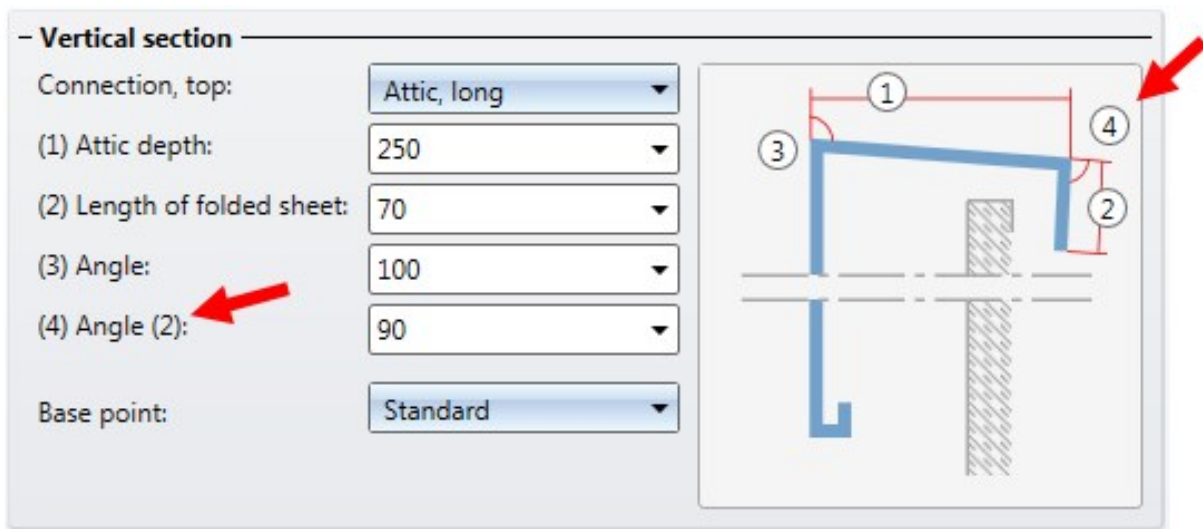 Vertical section
Connection, top: Attic, long
(1) Attic depth: 250
(2) Length of folded sheet: 70
(3) Angle: 100
(4) Angle (2): 90
Base point: Standard
1
4
3
2